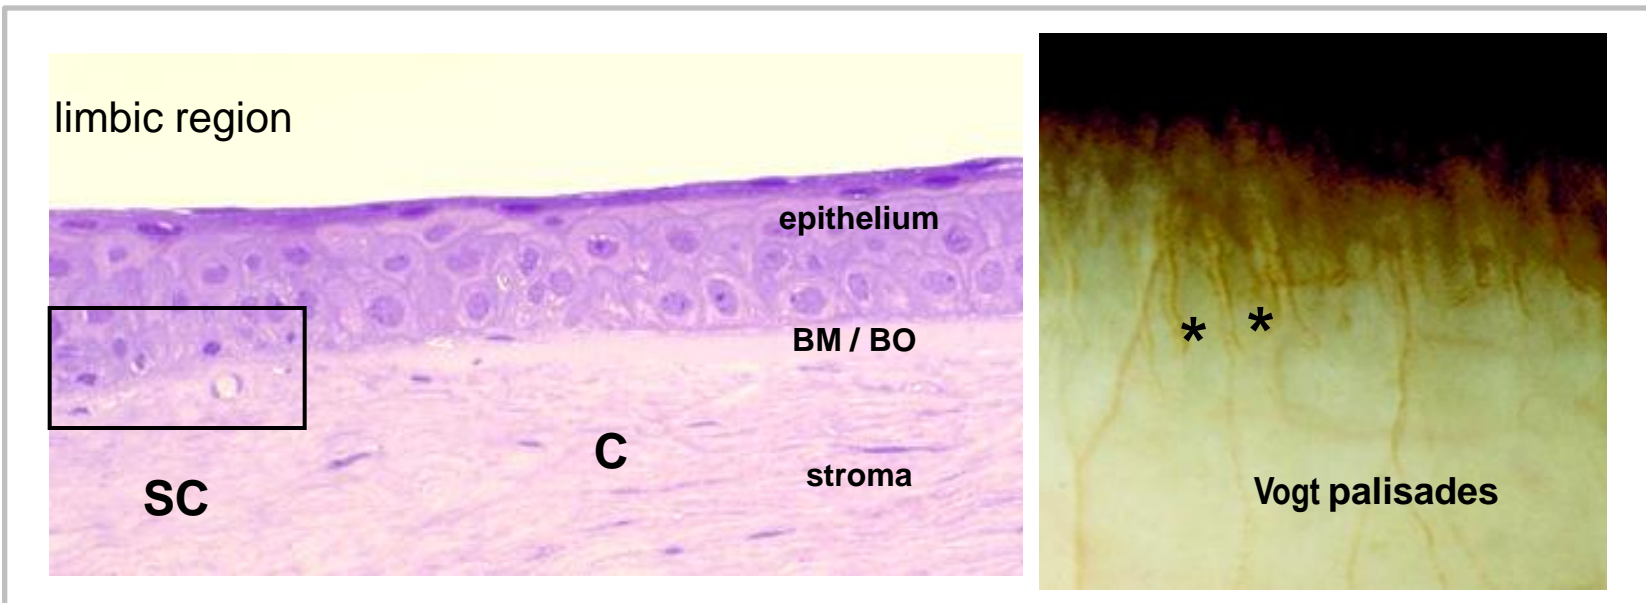 limbic region
epithelium
BM / BO
C
stroma
SC
* *
Vogt palisades